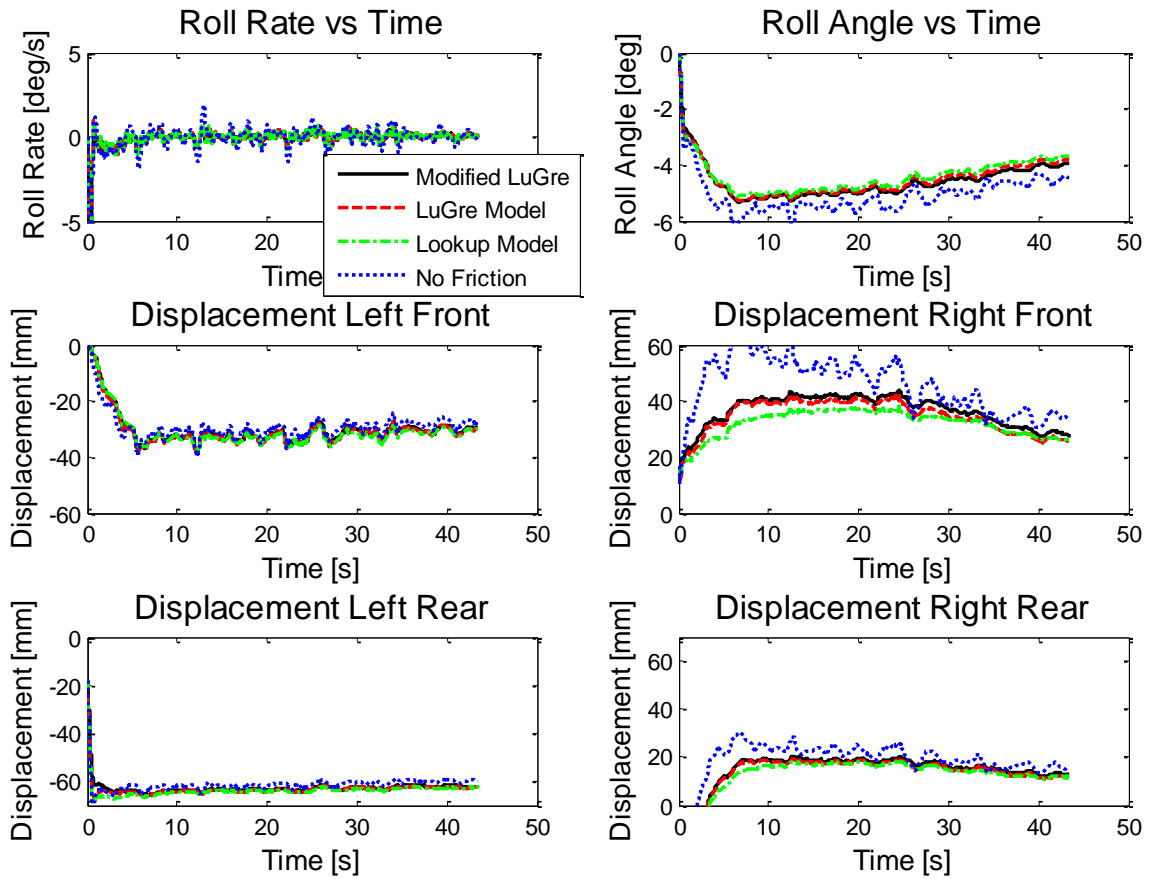 Roll Rate vs Time
Roll Rate [deg/s]
5
0
-5
0
10
20
30
40
50
Time
Modified LuGre
LuGre Model
Lookup Model
No Friction
Roll Angle vs Time
Roll Angle [deg]
0
-2
-4
-6
0
10
20
30
40
50
Time [s]
Displacement Left Front
Displacement [mm]
0
-20
-40
-60
0
10
20
30
40
50
Time [s]
Displacement Right Front
Displacement [mm]
60
40
20
0
0
10
20
30
40
50
Time [s]
Displacement Left Rear
Displacement [mm]
0
-20
-40
-60
0
10
20
30
40
50
Time [s]
Displacement Right Rear
Displacement [mm]
60
40
20
0
0
10
20
30
40
50
Time [s]